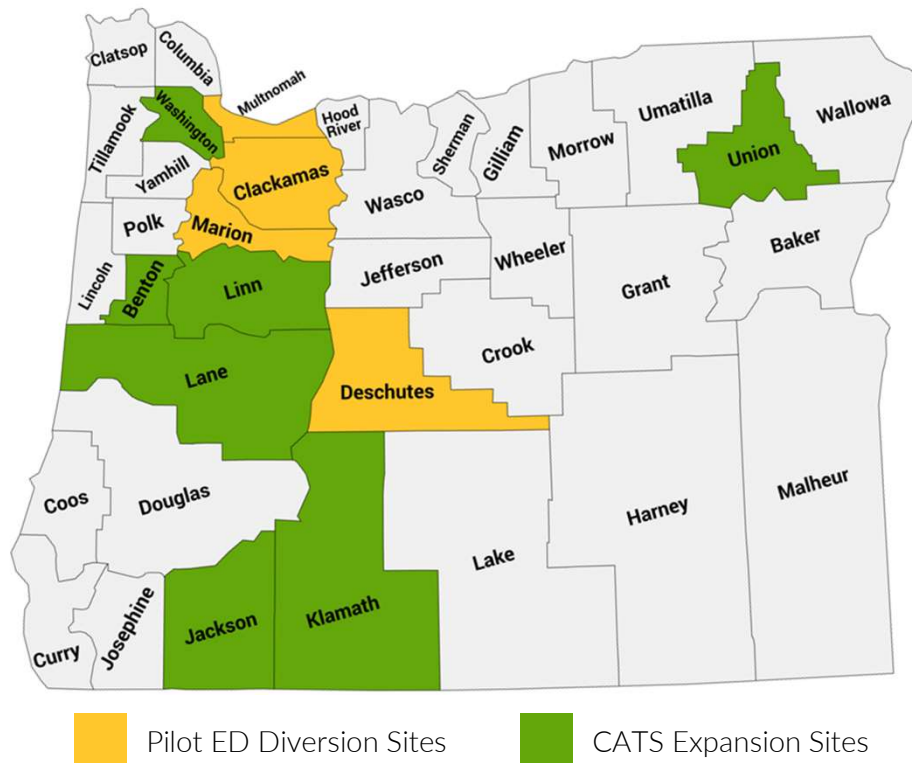 Clatsop
Columbia
Multnomah
Washington
Tillamook
Yamhill
Clackamas
Hood
River
Sherman
Gilliam
Morrow
Umatilla
Wallowa
Union
Wasco
Polk
Marion
Baker
Lincoln
Benton
Linn
Jefferson
Wheeler
Grant
Lane
Deschutes
Crook
Coos
Douglas
Lake
Harney
Malheur
Curry
Josephine
Jackson
Klamath
Pilot ED Diversion Sites
CATS Expansion Sites